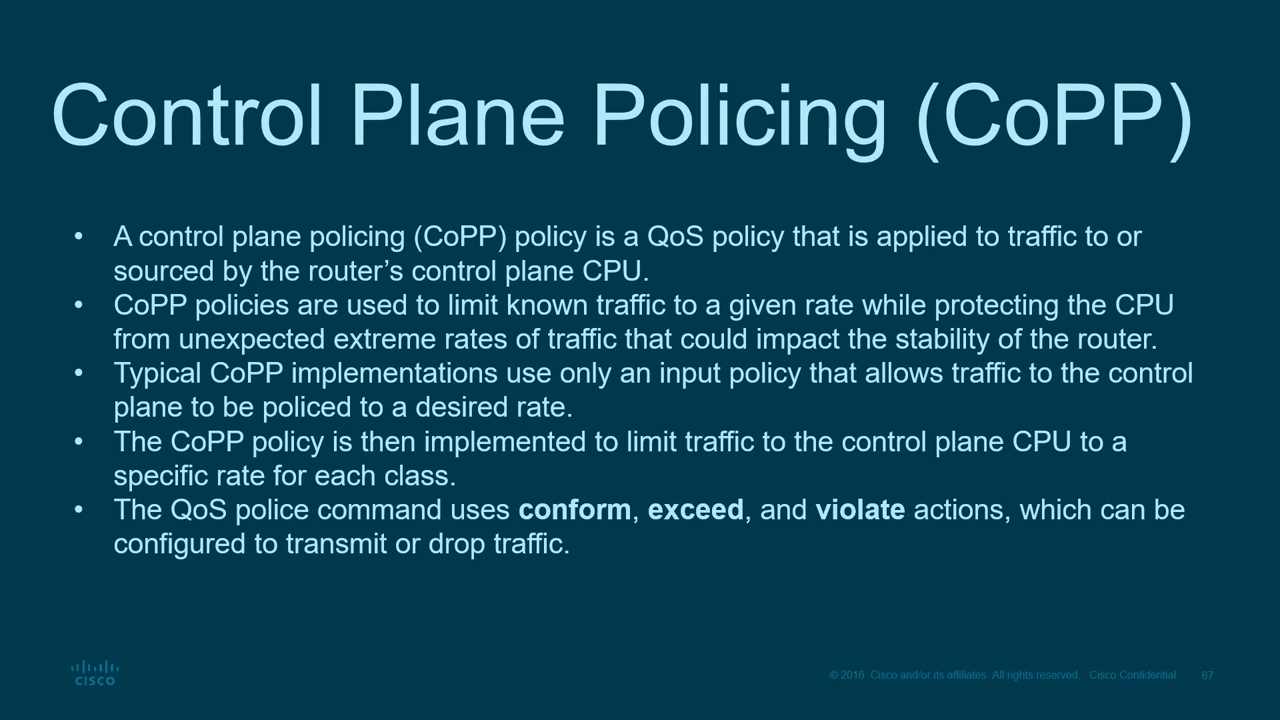 Control Plane Policing (CoPP)
• A control plane policing (CoPP) policy is a QoS policy that is applied to traffic to or
sourced by the router’s control plane CPU.
• CoPP policies are used to limit known traffic to a given rate while protecting the CPU
from unexpected extreme rates of traffic that could impact the stability of the router.
• Typical CoPP implementations use only an input policy that allows traffic to the control
plane to be policed to a desired rate.
• The CoPP policy is then implemented to limit traffic to the control plane CPU to a
specific rate for each class.
• The QoS police command uses conform, exceed, and violate actions, which can be
configured to transmit or drop traffic.
CISCO
© 2016 Cisco and/or its affiliates. All rights reserved. Cisco Confidential 67